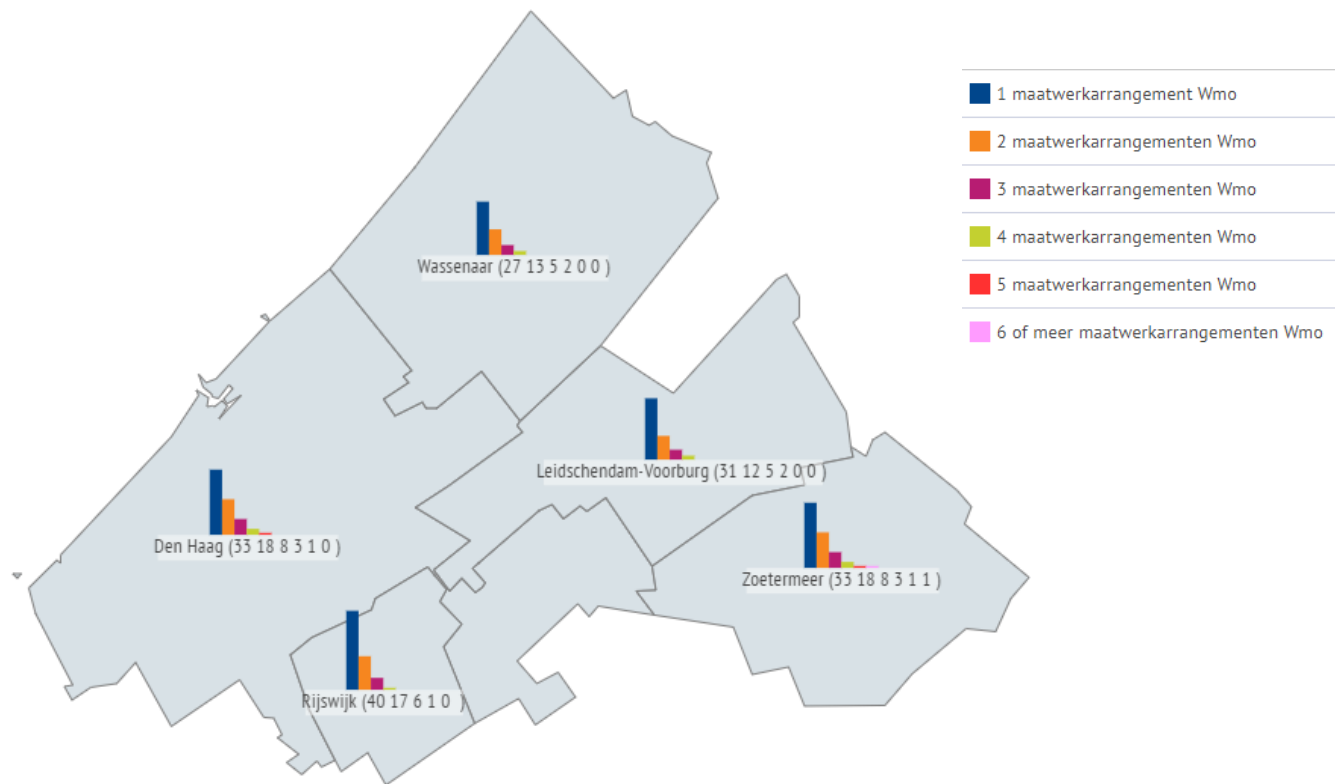 1 maatwerkarrangement Wmo
2 maatwerkarrangementen Wmo
3 maatwerkarrangementen Wmo
4 maatwerkarrangementen Wmo
5 maatwerkarrangementen Wmo
6 of meer maatwerkarrangementen Wmo
Wassenaar (27 13 5 2 0 0 )
Leidschendam-Voorburg (31 12 5 2 0 0 )
Den Haag (33 18 8 3 1 0 )
Zoetermeer (33 18 8 3 1 1 )
Rijswijk (40 17 6 1 0 )